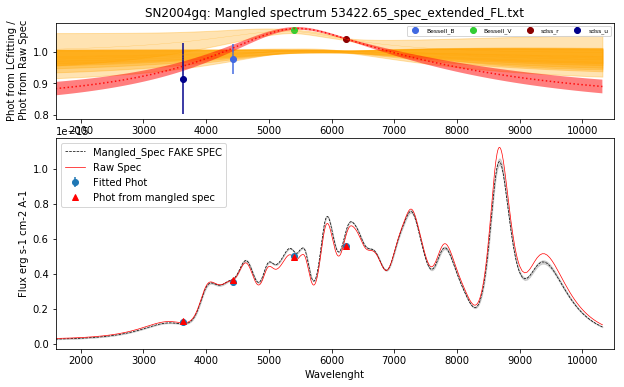 SN2004gq: Mangled spectrum 53422.65_spec_extended_FL.txt
Phot from LCfitting /
Phot from Raw Spec
1.0
0.9
0.8
Bessell_B
Bessell_V
sdss_r
sdss_u
2000 3000 4000 5000 6000 7000 8000 9000 10000
1e−15
Flux erg s-1 cm-2 A-1
1.0
0.8
0.6
0.4
0.2
0.0
Mangled_Spec FAKE SPEC
Raw Spec
Fitted Phot
Phot from mangled spec
2000 3000 4000 5000 6000 7000 8000 9000 10000
Wavelenght